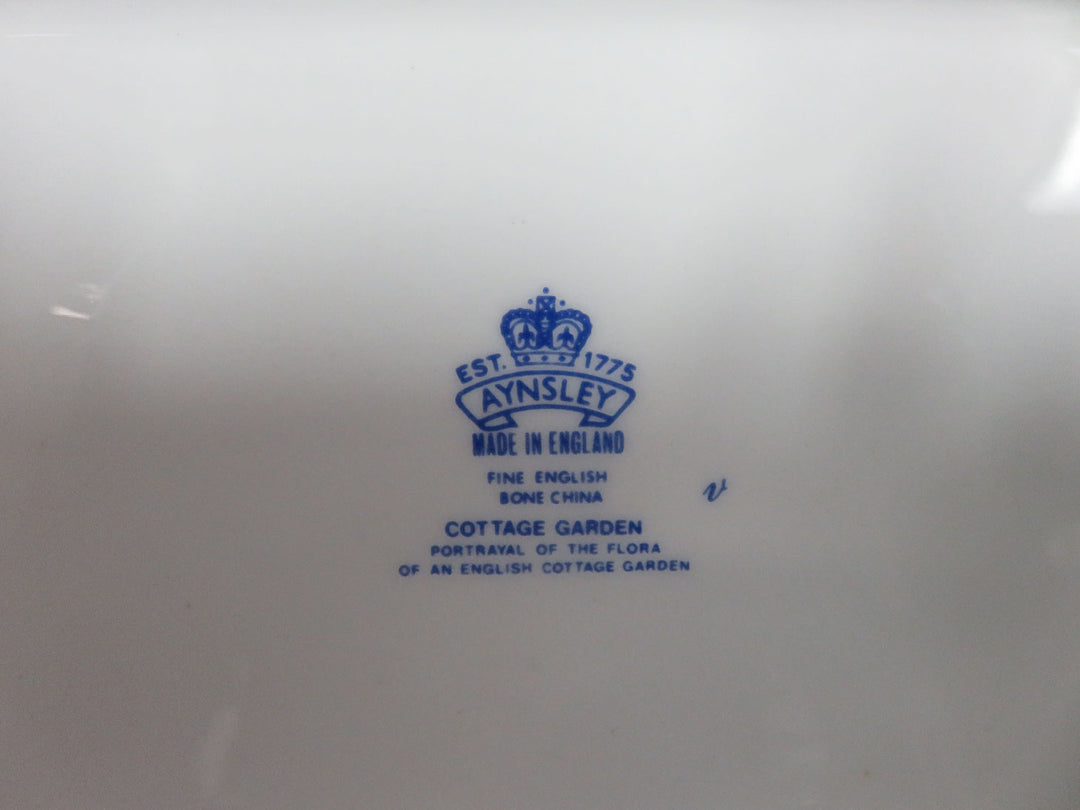 EST. 1775
AYNSLEY
MADE IN ENGLAND
FINE ENGLISH
BONE CHINA
COTTAGE GARDEN
PORTRAYAL OF THE FLORA
OF AN ENGLISH COTTAGE GARDEN